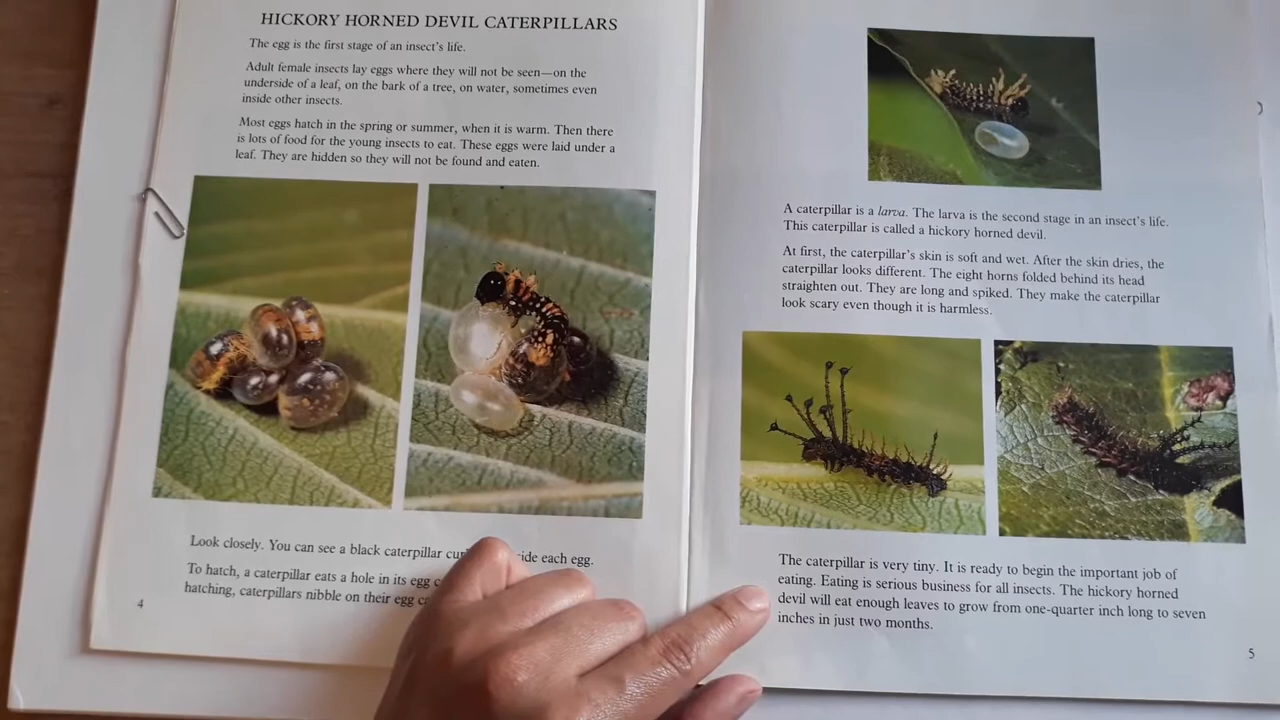 HICKORY HORNED DEVIL CATERPILLARS
The egg is the first stage of an insect's life.
Adult female insects lay eggs where they will not be seen—on the
underside of a leaf, on the bark of a tree, on water, sometimes even
inside other insects.
Most eggs hatch in the spring or summer, when it is warm. Then there
is lots of food for the young insects to eat. These eggs were laid under a
leaf. They are hidden so they will not be found and eaten.
Look closely. You can see a black caterpillar each egg.
To hatch, a caterpillar eats a hole in its egg
hatching, caterpillars nibble on their egg
4
A caterpillar is a larva. The larva is the second stage in an insect's life.
This caterpillar is called a hickory horned devil.
At first, the caterpillar's skin is soft and wet. After the skin dries, the
caterpillar looks different. The eight horns folded behind its head
straighten out. They are long and spiked. They make the caterpillar
look scary even though it is harmless.
The caterpillar is very tiny. It is ready to begin the important job of
eating. Eating is serious business for all insects. The hickory horned
devil will eat enough leaves to grow from one-quarter inch long to seven
inches in just two months.
5